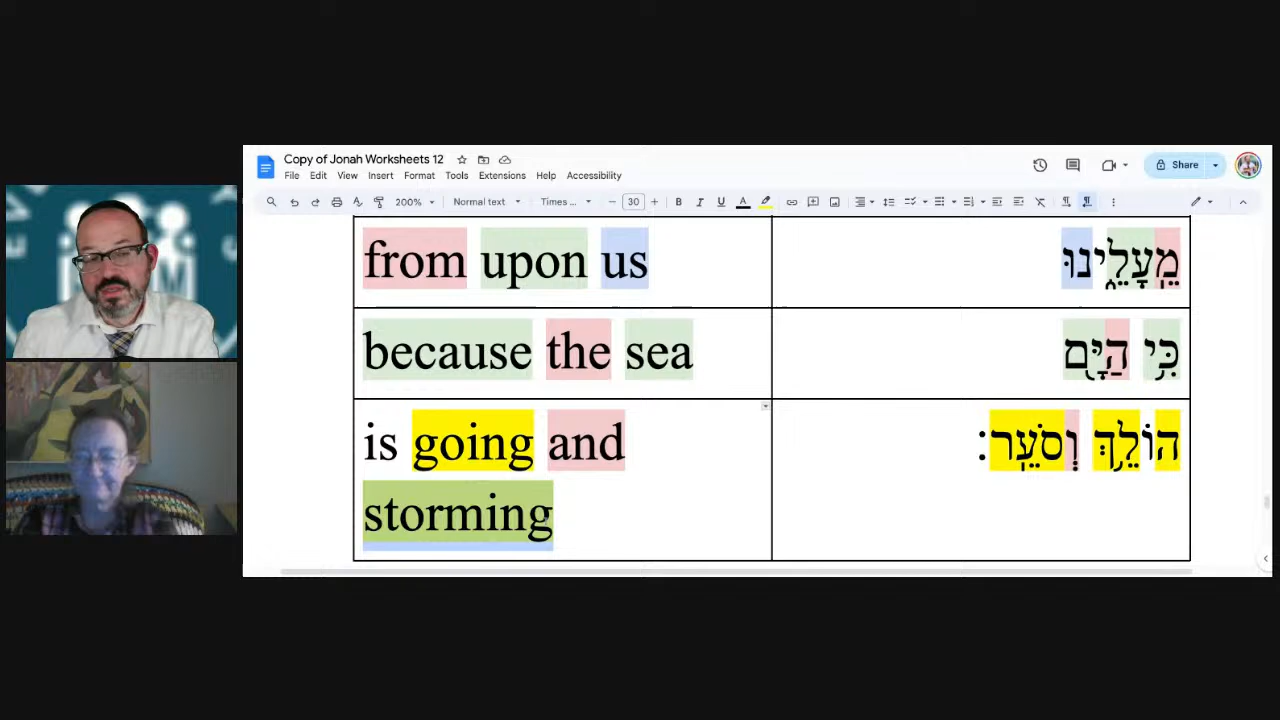 Copy of Jonah Worksheets 12
File Edit View Insert Format Tools Extensions Help Accessibility
Share
200% Normal text Times ... 30 B I U A
from upon us
מֵֽעָלֵ֑ינוּ
because the sea
כִּ֥י הַיָּ֖ם
is going and
storming
הוֹלֵ֥ךְ וְסֹעֵֽר׃